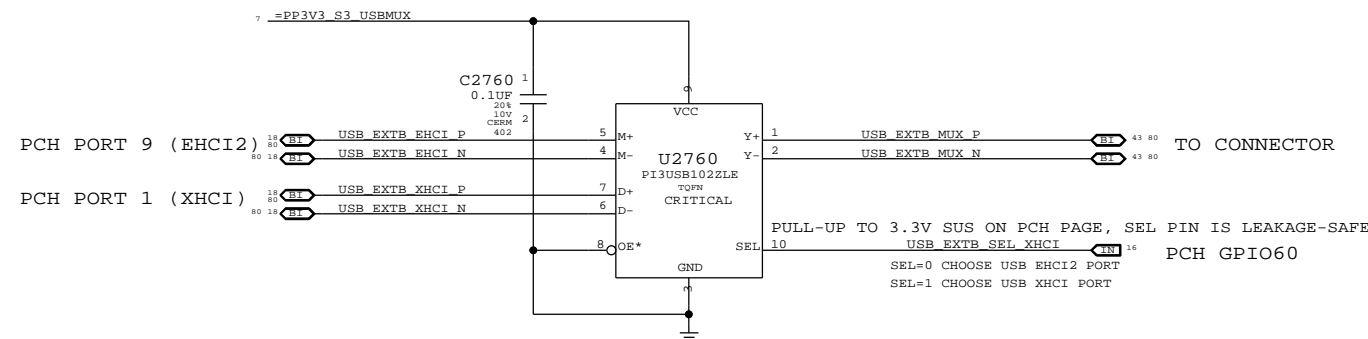 7 =PP3V3_S3_USBMUX
C2760 1
0.1UF
20%
10V
CERM
402 2
9
VCC
PCH PORT 9 (EHCI2) 18 80 BI USB_EXTB_EHCI_P 5 M+
80 18 BI USB_EXTB_EHCI_N 4 M-
Y+ 1 USB_EXTB_MUX_P BI 43 80
Y- 2 USB_EXTB_MUX_N BI 43 80
TO CONNECTOR
U2760
PI3USB102ZLE
TQFN
CRITICAL
PCH PORT 1 (XHCI) 18 80 BI USB_EXTB_XHCI_P 7 D+
80 18 BI USB_EXTB_XHCI_N 6 D-
PULL-UP TO 3.3V SUS ON PCH PAGE, SEL PIN IS LEAKAGE-SAFE
8 OE*
SEL 10 USB_EXTB_SEL_XHCI IN 16 PCH GPIO60
SEL=0 CHOOSE USB EHCI2 PORT
SEL=1 CHOOSE USB XHCI PORT
GND
3